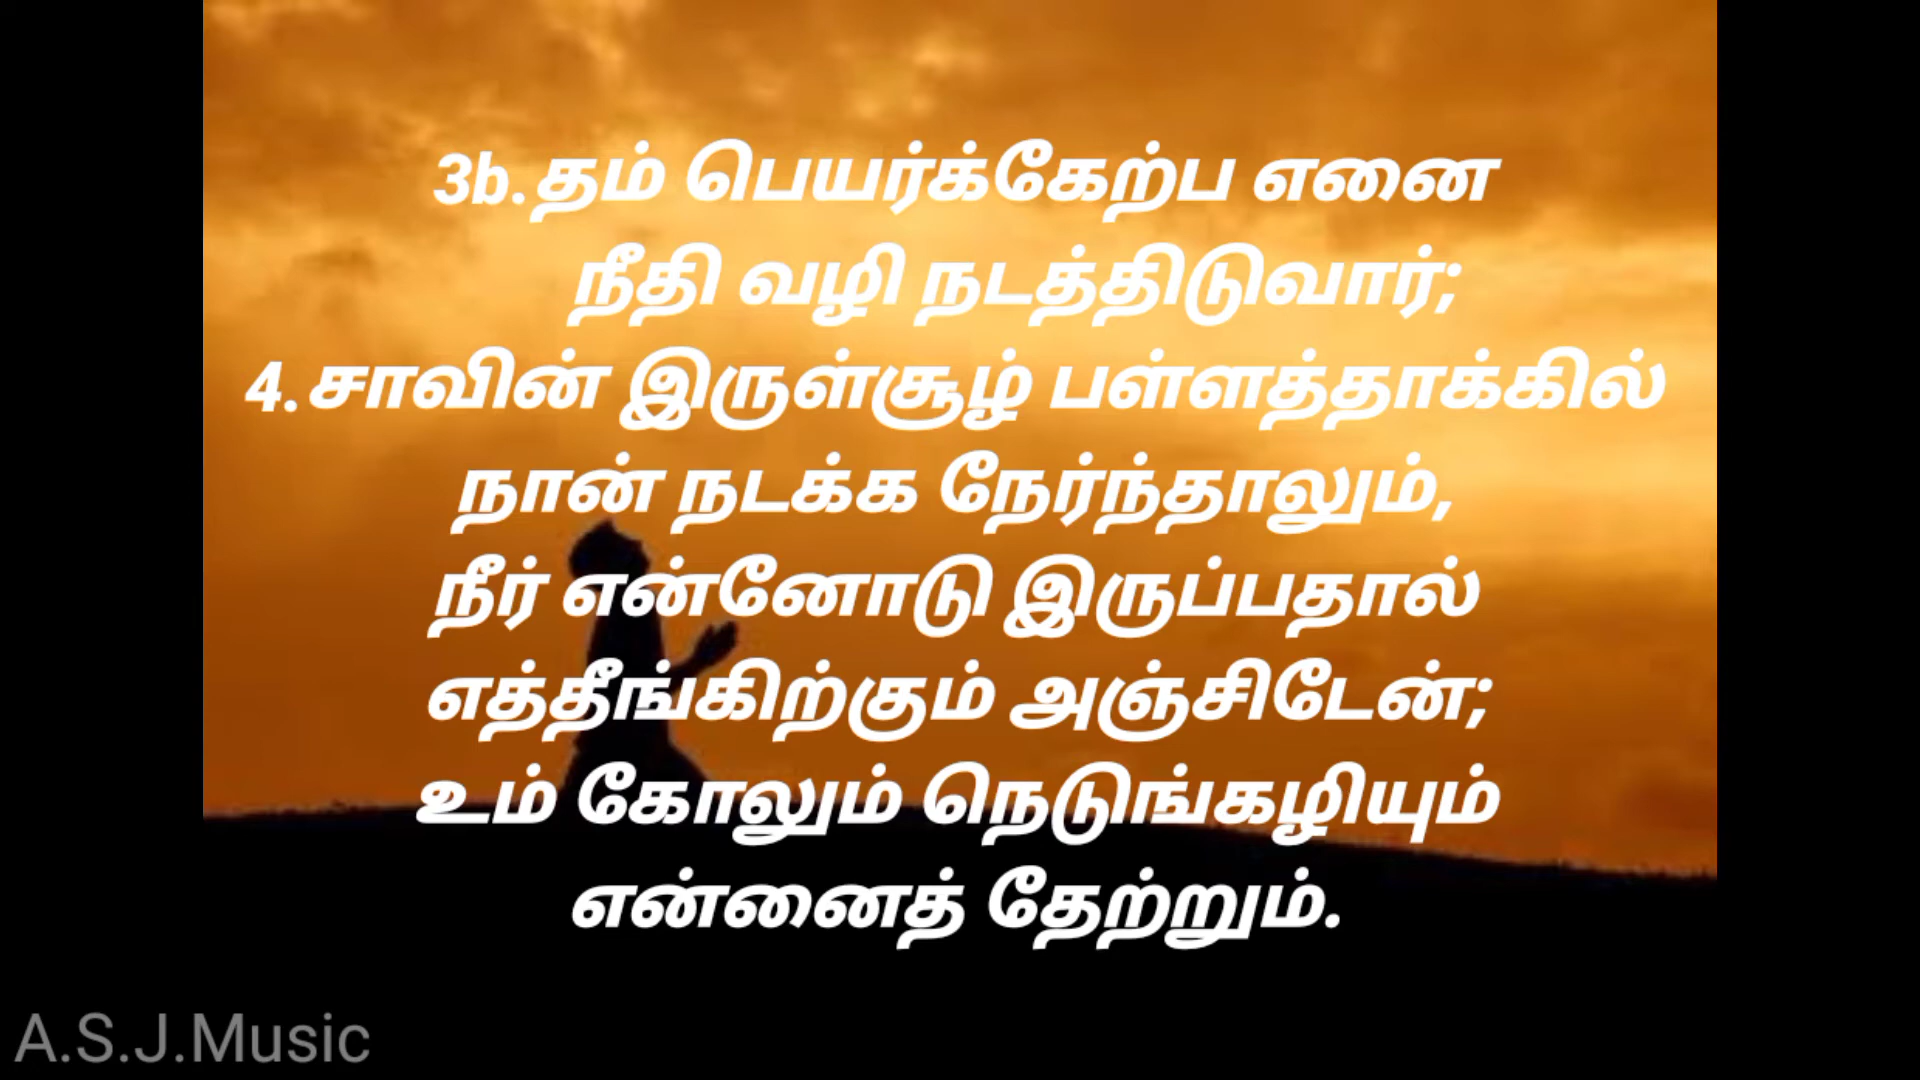 3b.தம் பெயர்க்கேற்ப எனை
நீதி வழி நடத்திடுவார்;
4.சாவின் இருள்சூழ் பள்ளத்தாக்கில்
நான் நடக்க நேர்ந்தாலும்,
நீர் என்னோடு இருப்பதால்
எத்தீங்கிற்கும் அஞ்சிடேன்;
உம் கோலும் நெடுங்கழியும்
என்னைத் தேற்றும்.
A.S.J.Music